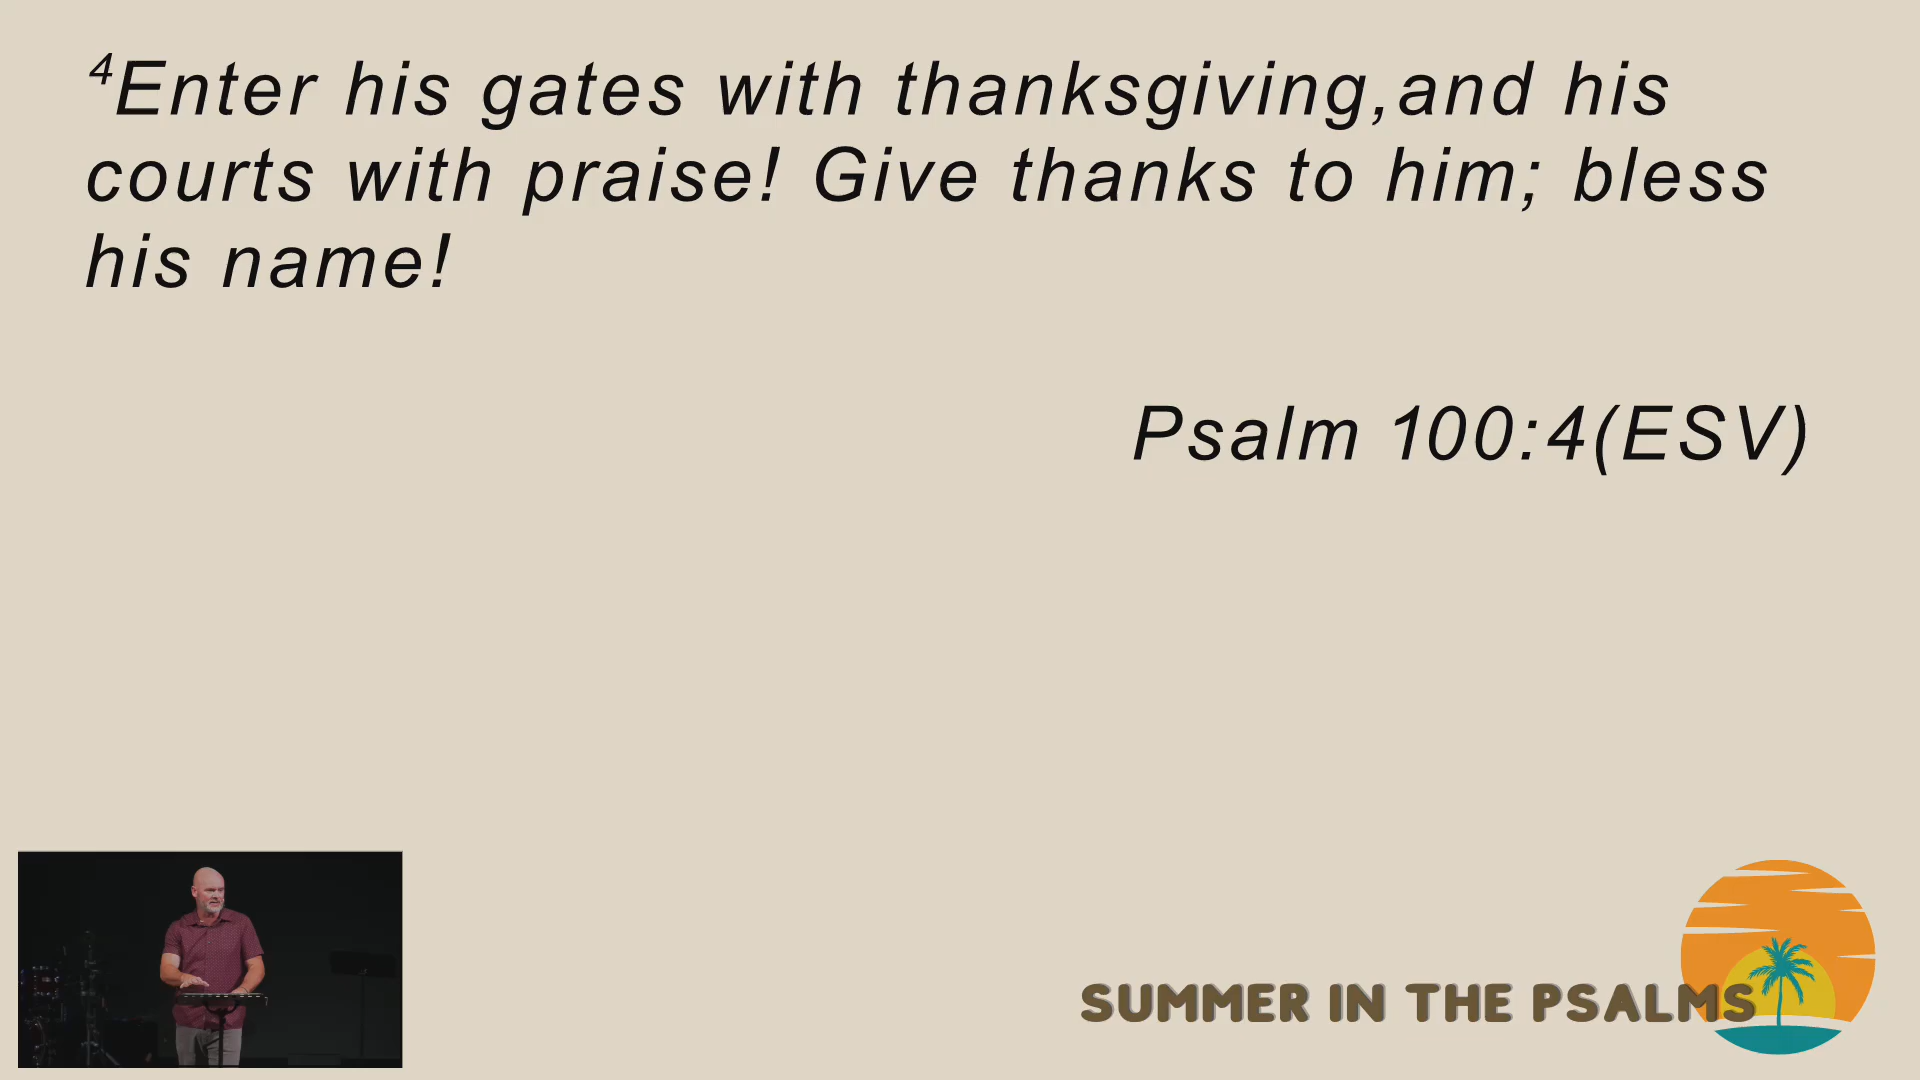 ⁴Enter his gates with thanksgiving,and his
courts with praise! Give thanks to him; bless
his name!
Psalm 100:4(ESV)
SUMMER IN THE PSALMS